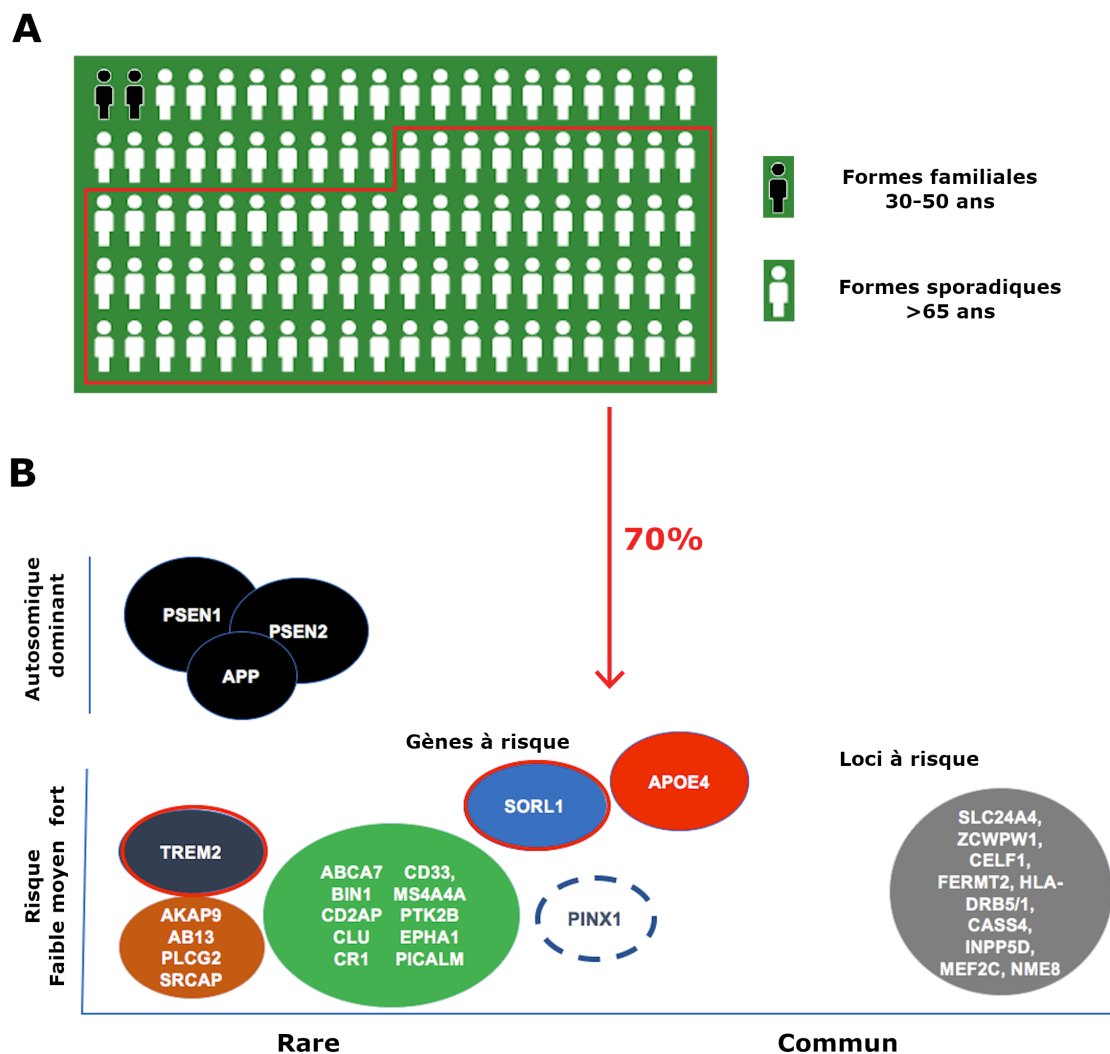 A
Formes familiales
30-50 ans
Formes sporadiques
>65 ans
B
70%
Autosomique
dominant
PSEN1
PSEN2
APP
Gènes à risque
Loci à risque
Risque
Faible moyen fort
TREM2
AKAP9
AB13
PLCG2
SRCAP
ABCA7 CD33,
BIN1 MS4A4A
CD2AP PTK2B
CLU EPHA1
CR1 PICALM
SORL1
APOE4
PINX1
SLC24A4,
ZCWPW1,
CELF1,
FERMT2, HLA-
DRB5/1,
CASS4,
INPP5D,
MEF2C, NME8
Rare
Commun